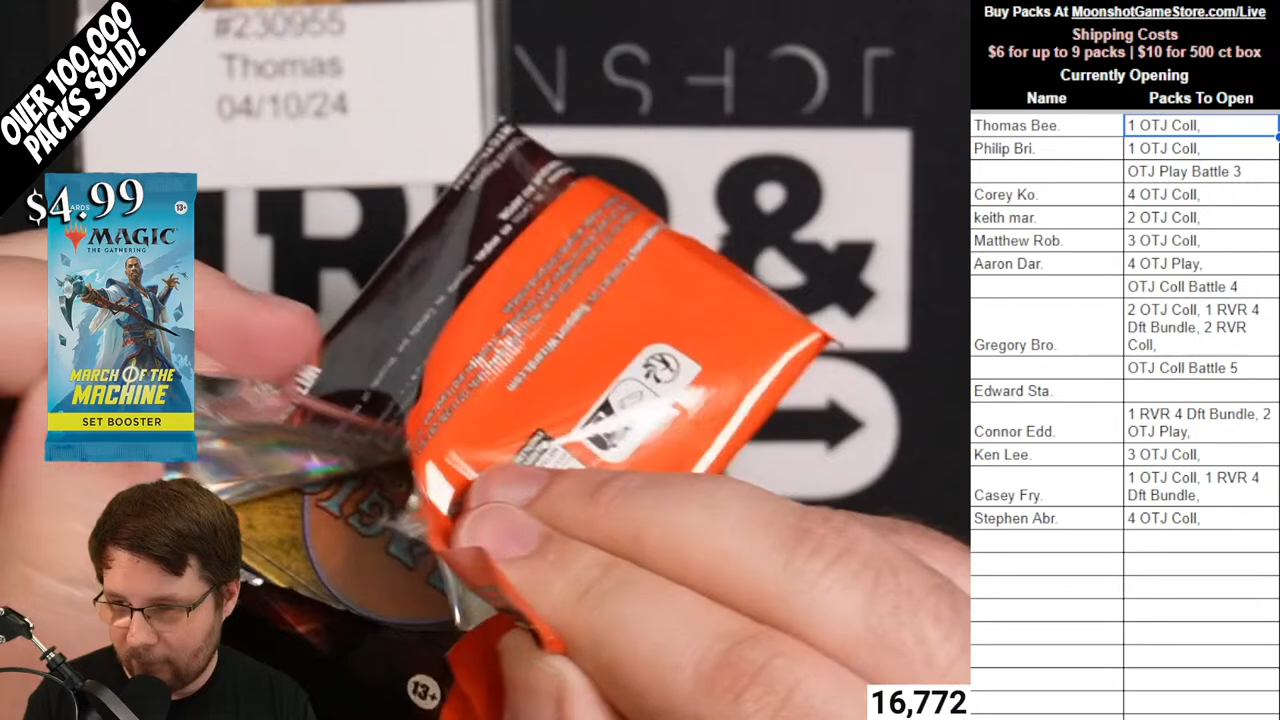 OVER 100,000
PACKS SOLD!
#230955
Thomas
04/10/24
$4.99
13+
MAGIC
THE GATHERING
MARCH OF THE
MACHINE
SET BOOSTER
&
13+
16,772
Buy Packs At MoonshotGameStore.com/Live
Shipping Costs
$6 for up to 9 packs | $10 for 500 ct box
Currently Opening
Name Packs To Open
Thomas Bee. 1 OTJ Coll,
Philip Bri. 1 OTJ Coll,
OTJ Play Battle 3
Corey Ko. 4 OTJ Coll,
keith mar. 2 OTJ Coll,
Matthew Rob. 3 OTJ Coll,
Aaron Dar. 4 OTJ Play,
OTJ Coll Battle 4
2 OTJ Coll, 1 RVR 4
Dft Bundle, 2 RVR
Gregory Bro. Coll,
OTJ Coll Battle 5
Edward Sta.
1 RVR 4 Dft Bundle, 2
Connor Edd. OTJ Play,
Ken Lee. 3 OTJ Coll,
1 OTJ Coll, 1 RVR 4
Casey Fry. Dft Bundle,
Stephen Abr. 4 OTJ Coll,